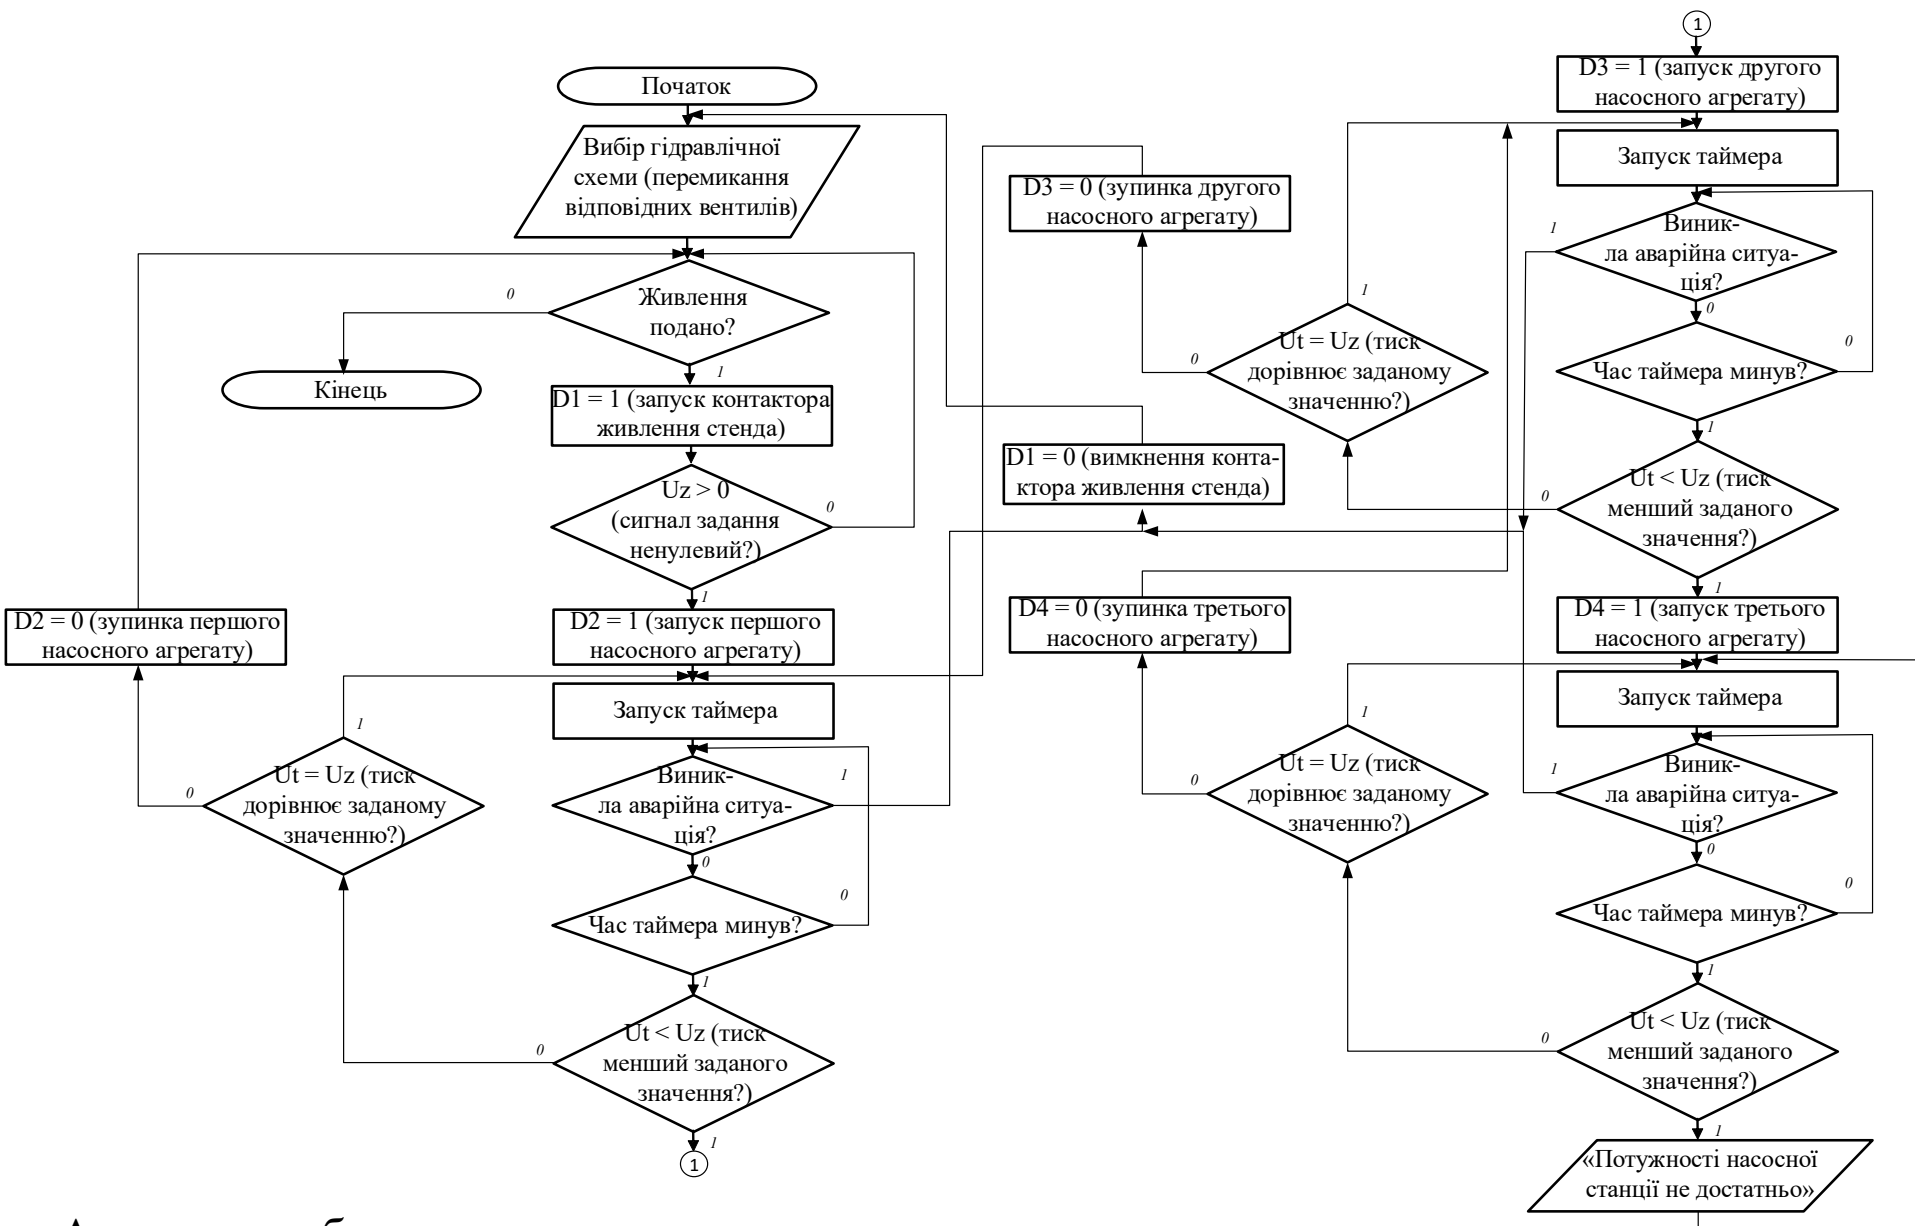 Початок
Вибір гідравлічної
схеми (перемикання
відповідних вентилів)
Живлення
подано?
0
1
Кінець
D1 = 1 (запуск контактора
живлення стенда)
Uz > 0
(сигнал задання
ненулевий?)
0
1
D2 = 0 (зупинка першого
насосного агрегату)
D2 = 1 (запуск першого
насосного агрегату)
Запуск таймера
Виник-
ла аварійна ситуа-
ція?
1
0
Час таймера минув?
0
1
Ut = Uz (тиск
дорівнює заданому
значенню?)
1
0
Ut < Uz (тиск
менший заданого
значення?)
0
1
1
1
D3 = 1 (запуск другого
насосного агрегату)
Запуск таймера
D3 = 0 (зупинка другого
насосного агрегату)
Виник-
ла аварійна ситуа-
ція?
1
0
Ut = Uz (тиск
дорівнює заданому
значенню?)
1
0
Час таймера минув?
0
1
D1 = 0 (вимкнення конта-
ктора живлення стенда)
Ut < Uz (тиск
менший заданого
значення?)
0
1
D4 = 0 (зупинка третього
насосного агрегату)
D4 = 1 (запуск третього
насосного агрегату)
Запуск таймера
Виник-
ла аварійна ситуа-
ція?
1
0
Ut = Uz (тиск
дорівнює заданому
значенню?)
1
0
Час таймера минув?
0
1
Ut < Uz (тиск
менший заданого
значення?)
0
1
«Потужності насосної
станції не достатньо»